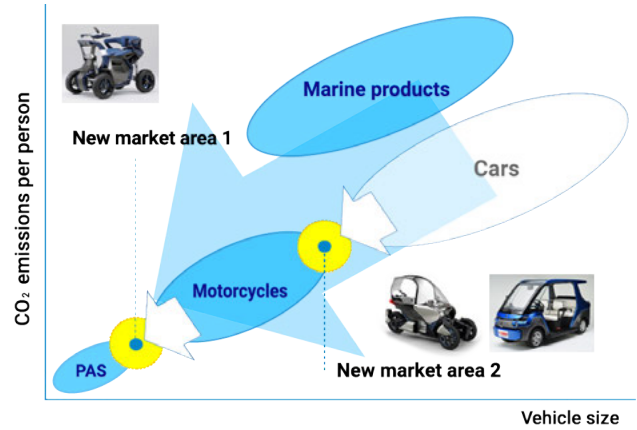 Marine products
New market area 1
Cars
CO₂ emissions per person
Motorcycles
PAS
New market area 2
Vehicle size